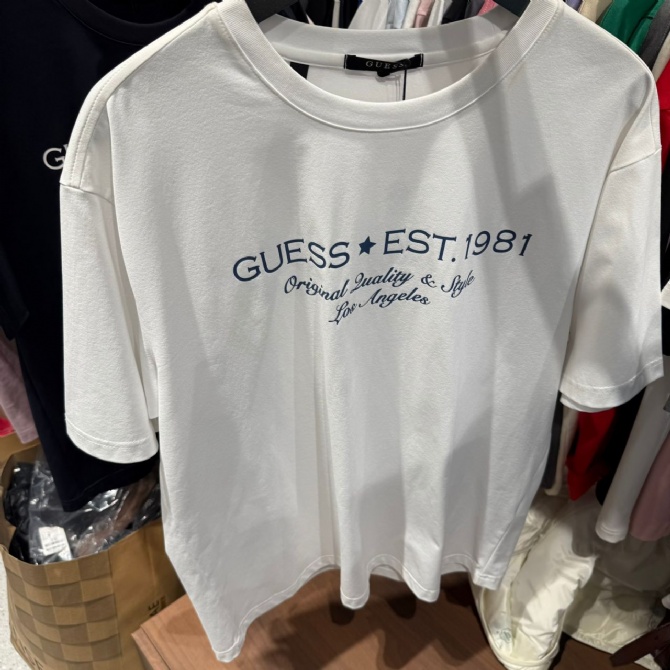 GUESS
GUESS ★ EST. 1981
Original Quality & Style
Los Angeles
G